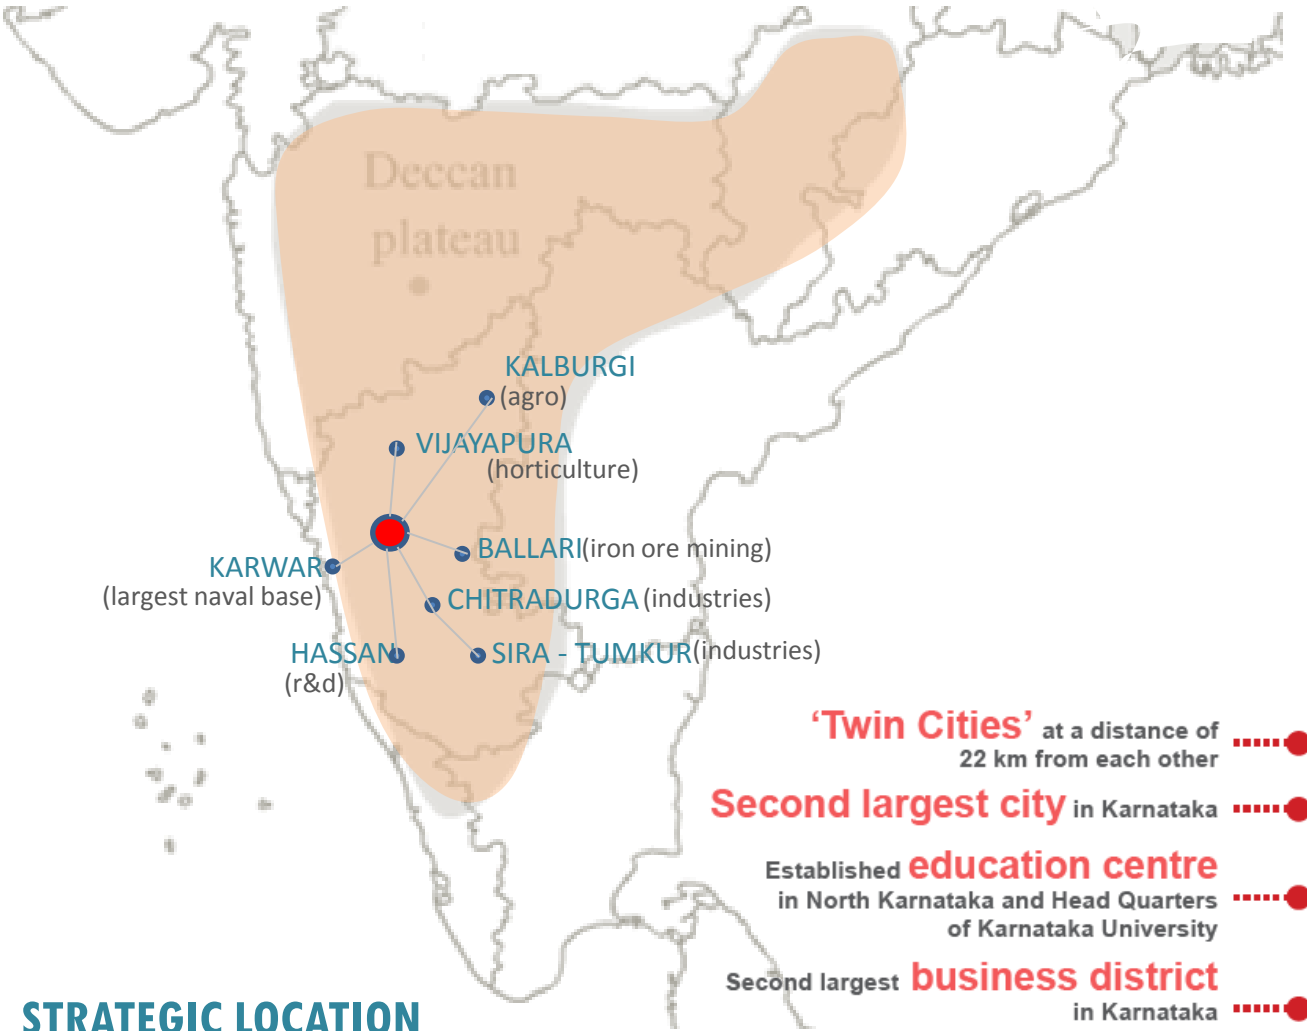 Deccan
plateau
KALBURGI
(agro)
VIJAYAPURA
(horticulture)
BALLARI(iron ore mining)
KARWAR
(largest naval base)
CHITRADURGA (industries)
HASSAN
(r&d)
SIRA - TUMKUR(industries)
‘Twin Cities’ at a distance of
22 km from each other
Second largest city in Karnataka
Established education centre
in North Karnataka and Head Quarters
of Karnataka University
Second largest business district
in Karnataka
STRATEGIC LOCATION